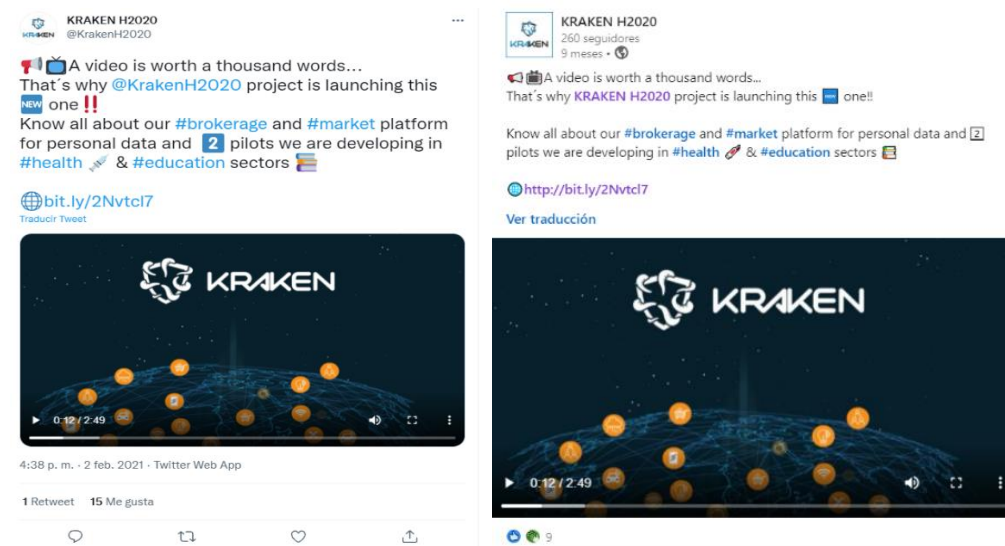 KRAKEN H2020
@KrakenH2020
A video is worth a thousand words...
That´s why @KrakenH2020 project is launching this
NEW one ‼
Know all about our #brokerage and #market platform
for personal data and 2 pilots we are developing in
#health & #education sectors
bit.ly/2Nvtcl7
Traducir Tweet
KRAKEN
0:12 / 2:49
4:38 p. m. · 2 feb. 2021 · Twitter Web App
1 Retweet 15 Me gusta
KRAKEN
KRAKEN H2020
260 seguidores
9 meses •
A video is worth a thousand words...
That´s why KRAKEN H2020 project is launching this NEW one!!
Know all about our #brokerage and #market platform for personal data and 2
pilots we are developing in #health & #education sectors
http://bit.ly/2Nvtcl7
Ver traducción
KRAKEN
0:12 / 2:49
9